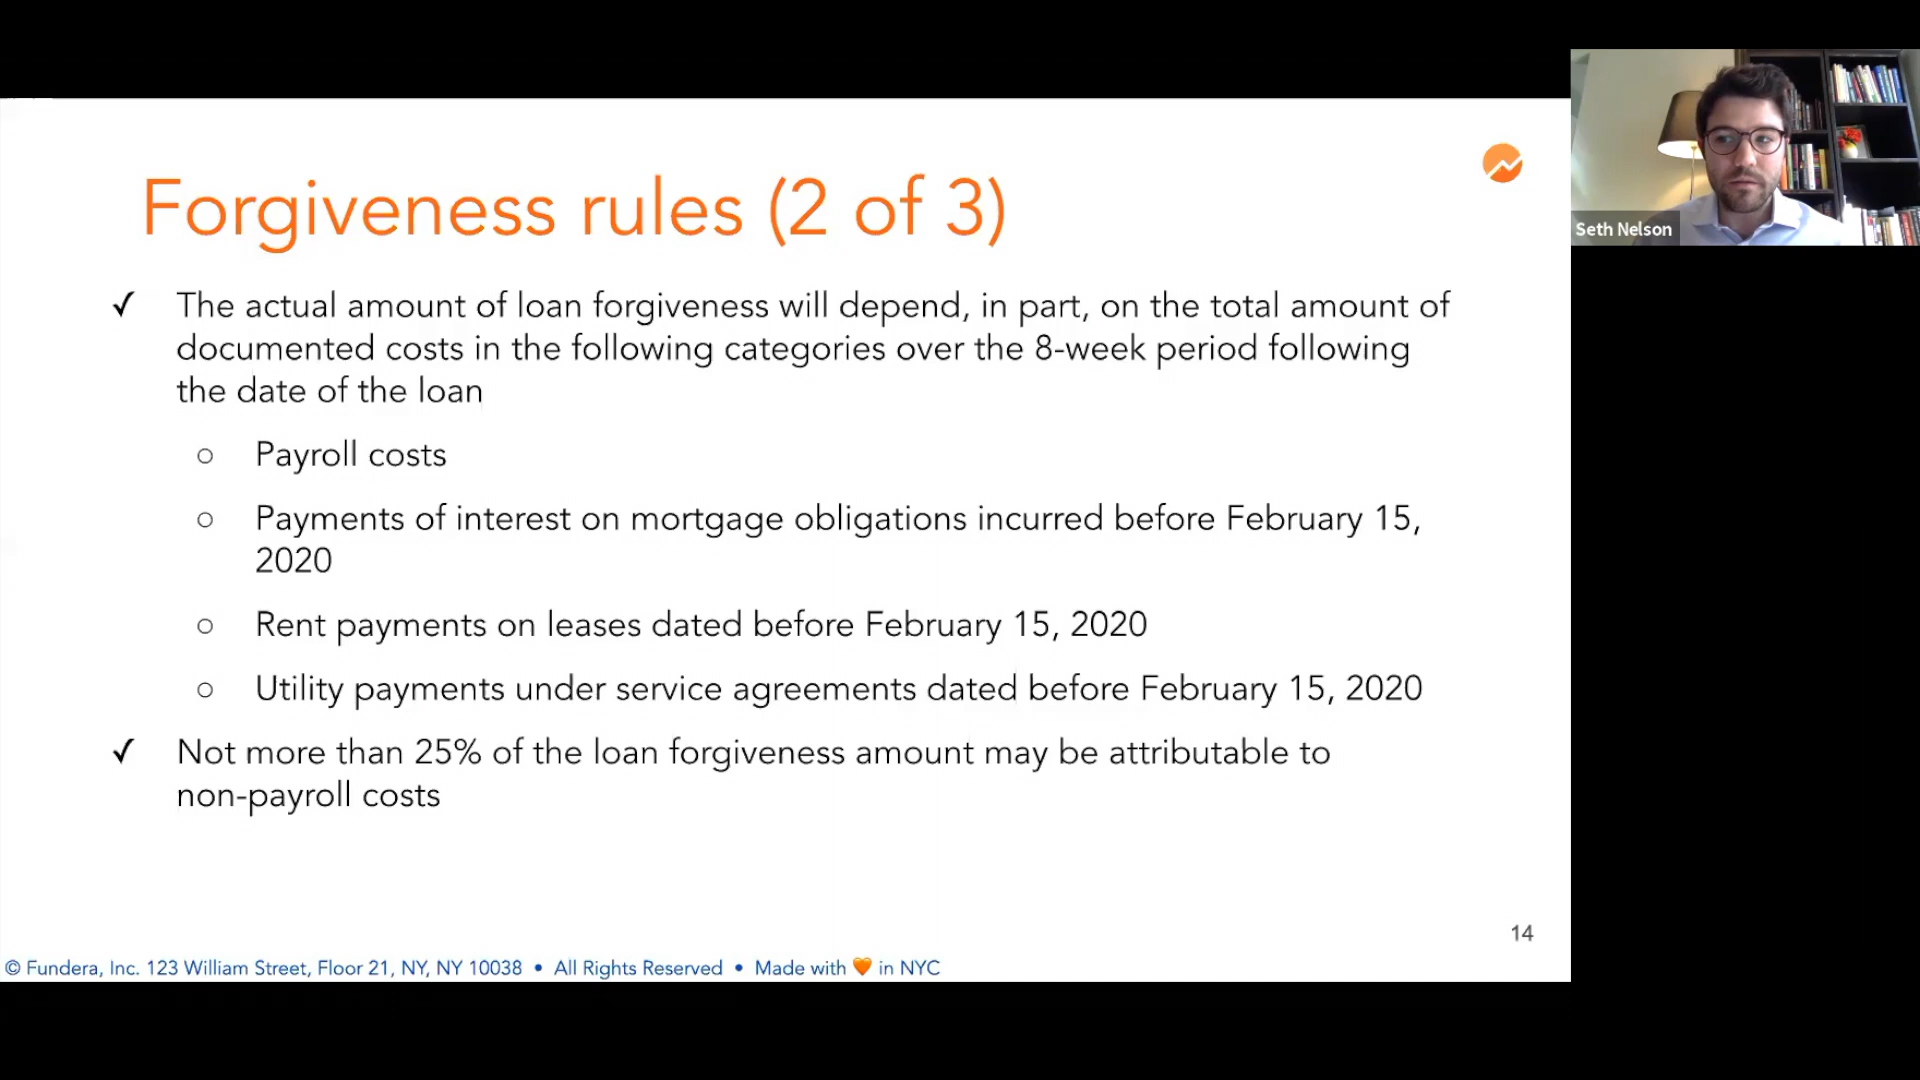 Forgiveness rules (2 of 3)
✓ The actual amount of loan forgiveness will depend, in part, on the total amount of
documented costs in the following categories over the 8-week period following
the date of the loan
○ Payroll costs
○ Payments of interest on mortgage obligations incurred before February 15,
2020
○ Rent payments on leases dated before February 15, 2020
○ Utility payments under service agreements dated before February 15, 2020
✓ Not more than 25% of the loan forgiveness amount may be attributable to
non-payroll costs
14
© Fundera, Inc. 123 William Street, Floor 21, NY, NY 10038 • All Rights Reserved • Made with 🧡 in NYC
Seth Nelson